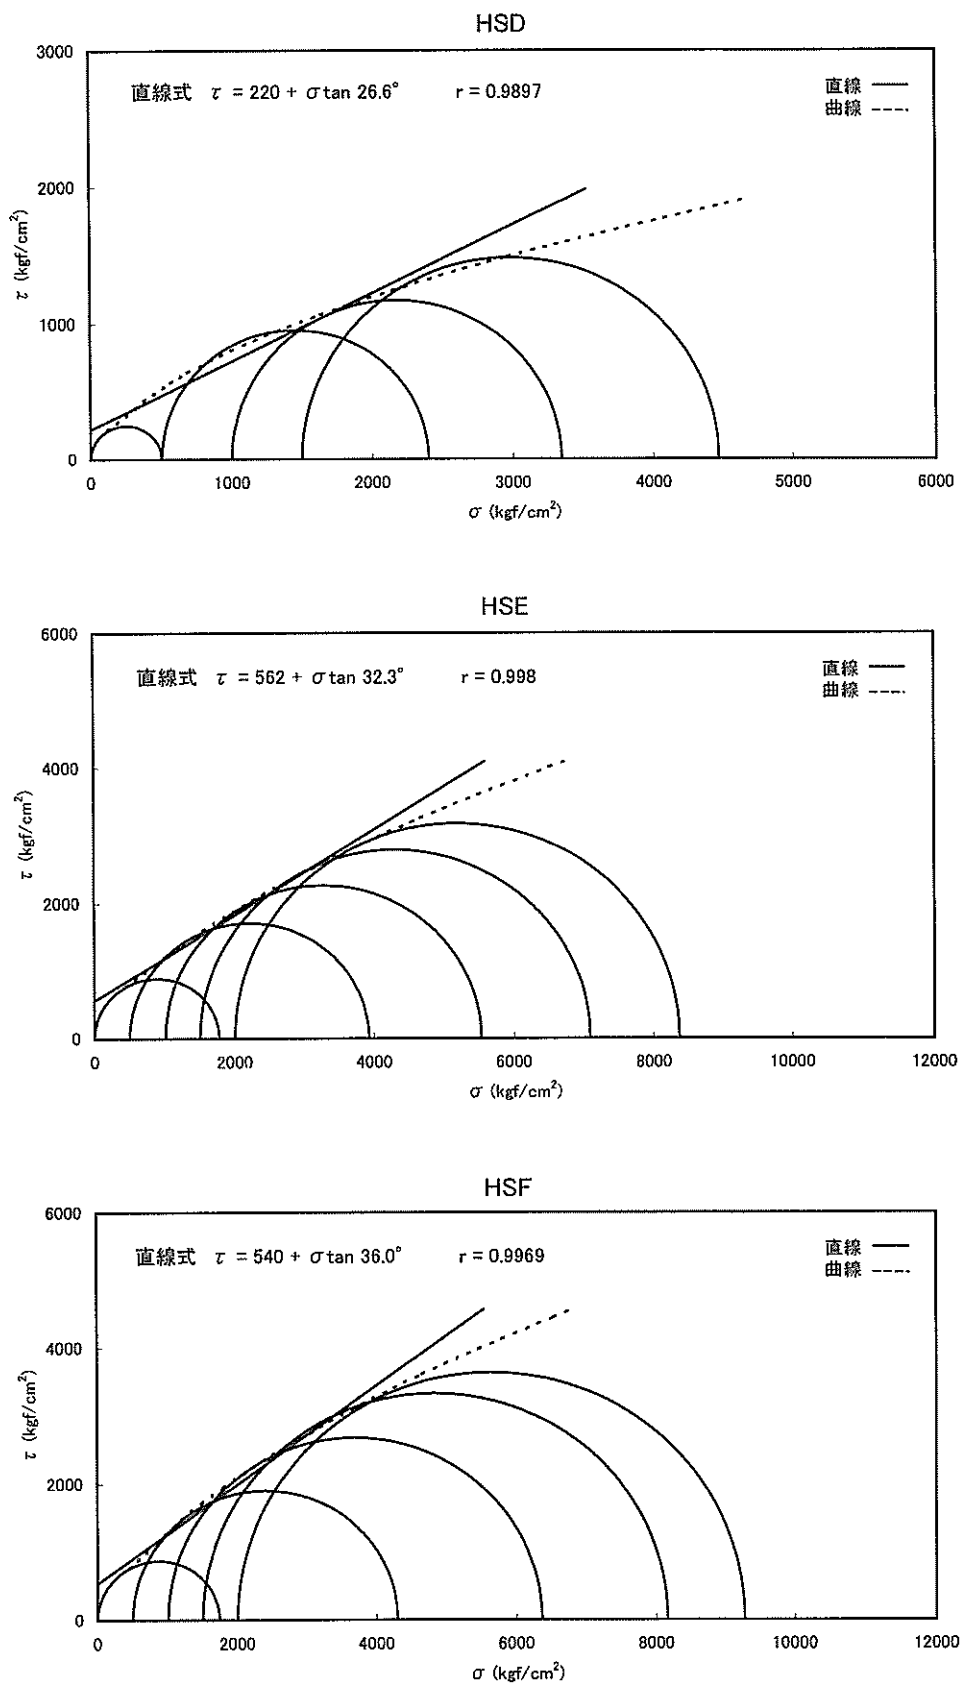 HSD
3000
直線式 τ = 220 + σtan 26.6° r = 0.9897
直線
曲線
2000
1000
0
τ (kgf/cm²)
0 1000 2000 3000 4000 5000 6000
σ (kgf/cm²)
HSE
6000
直線式 τ = 562 + σtan 32.3° r = 0.998
直線
曲線
4000
2000
0
τ (kgf/cm²)
0 2000 4000 6000 8000 10000 12000
σ (kgf/cm²)
HSF
6000
直線式 τ = 540 + σtan 36.0° r = 0.9969
直線
曲線
4000
2000
0
τ (kgf/cm²)
0 2000 4000 6000 8000 10000 12000
σ (kgf/cm²)